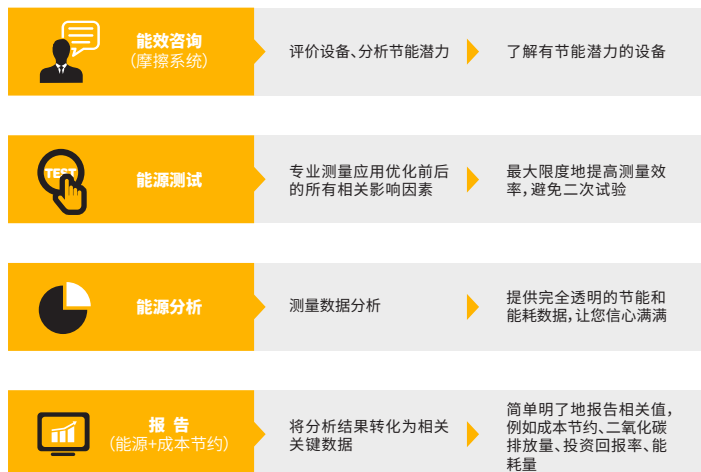 能效咨询
（摩擦系统）
评价设备、分析节能潜力
了解有节能潜力的设备
TEST
能源测试
专业测量应用优化前后
的所有相关影响因素
最大限度地提高测量效
率，避免二次试验
能源分析
测量数据分析
提供完全透明的节能和
能耗数据，让您信心满满
报 告
（能源+成本节约）
将分析结果转化为相关
关键数据
简单明了地报告相关值，
例如成本节约、二氧化碳
排放量、投资回报率、能
耗量